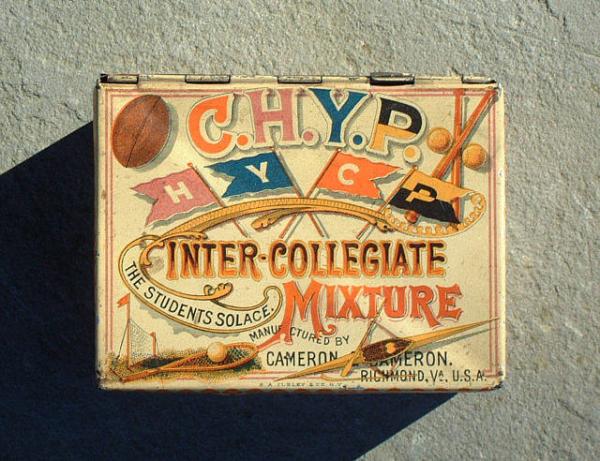 C.H.Y.P.
H Y C P
INTER-COLLEGIATE
MIXTURE
THE STUDENTS SOLACE.
MANUFACTURED BY
CAMERON & CAMERON.
RICHMOND, Va. U.S.A.